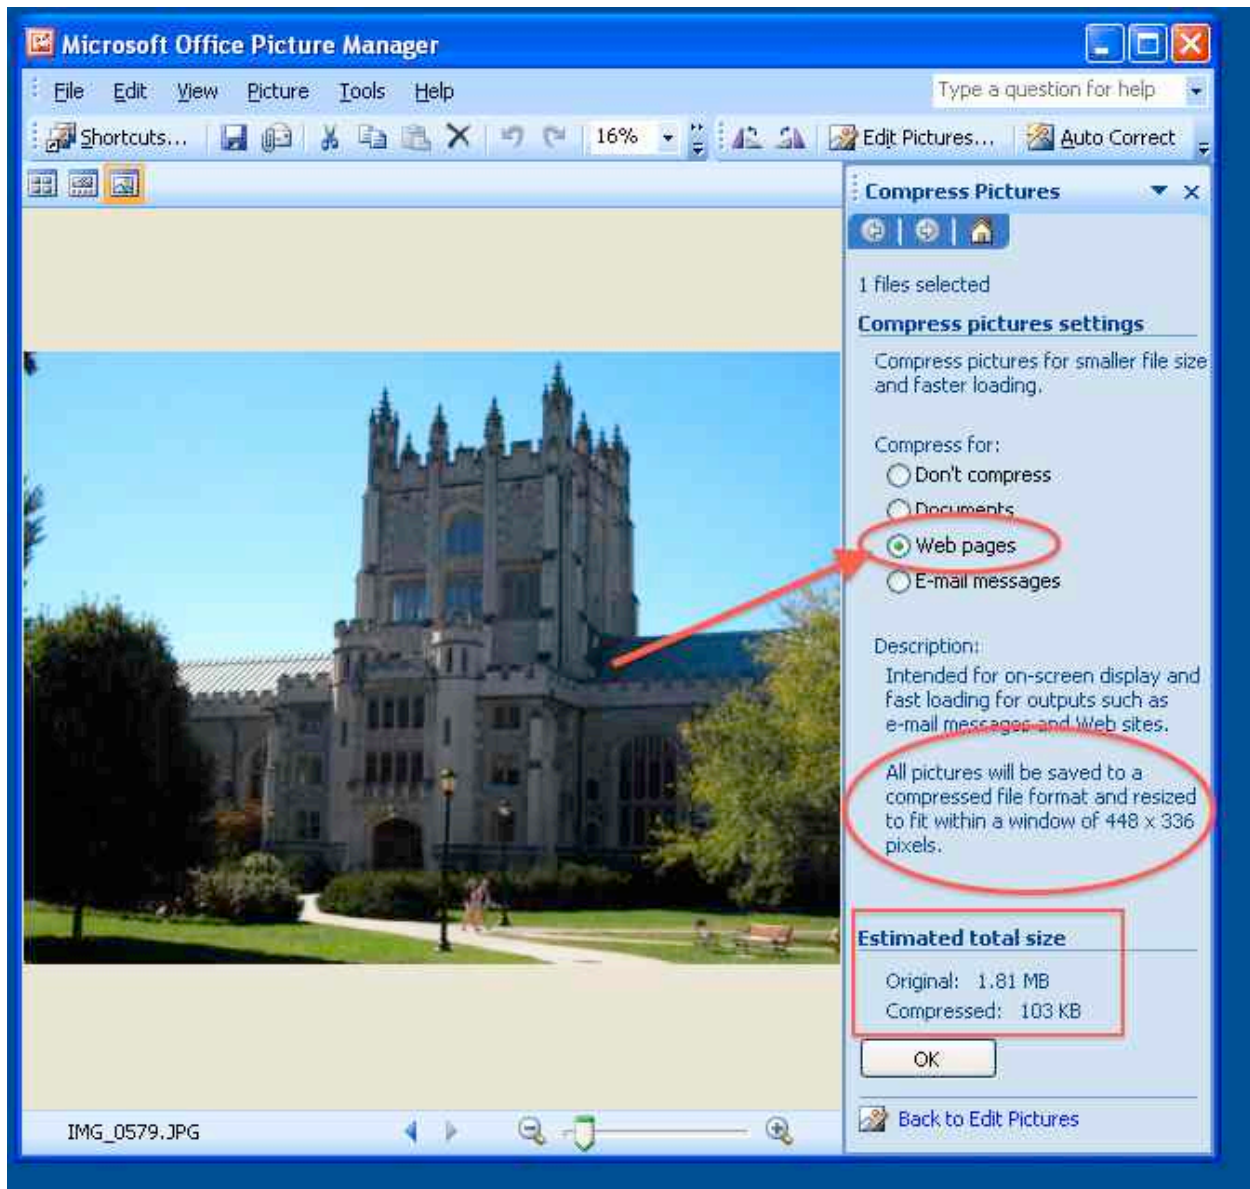 Microsoft Office Picture Manager
File Edit View Picture Tools Help Type a question for help
Shortcuts... 16% Edit Pictures... Auto Correct
Compress Pictures
1 files selected
Compress pictures settings
Compress pictures for smaller file size
and faster loading.
Compress for:
Don't compress
Documents
Web pages
E-mail messages
Description:
Intended for on-screen display and
fast loading for outputs such as
e-mail messages and Web sites.
All pictures will be saved to a
compressed file format and resized
to fit within a window of 448 x 336
pixels.
Estimated total size
Original: 1.81 MB
Compressed: 103 KB
OK
Back to Edit Pictures
IMG_0579.JPG